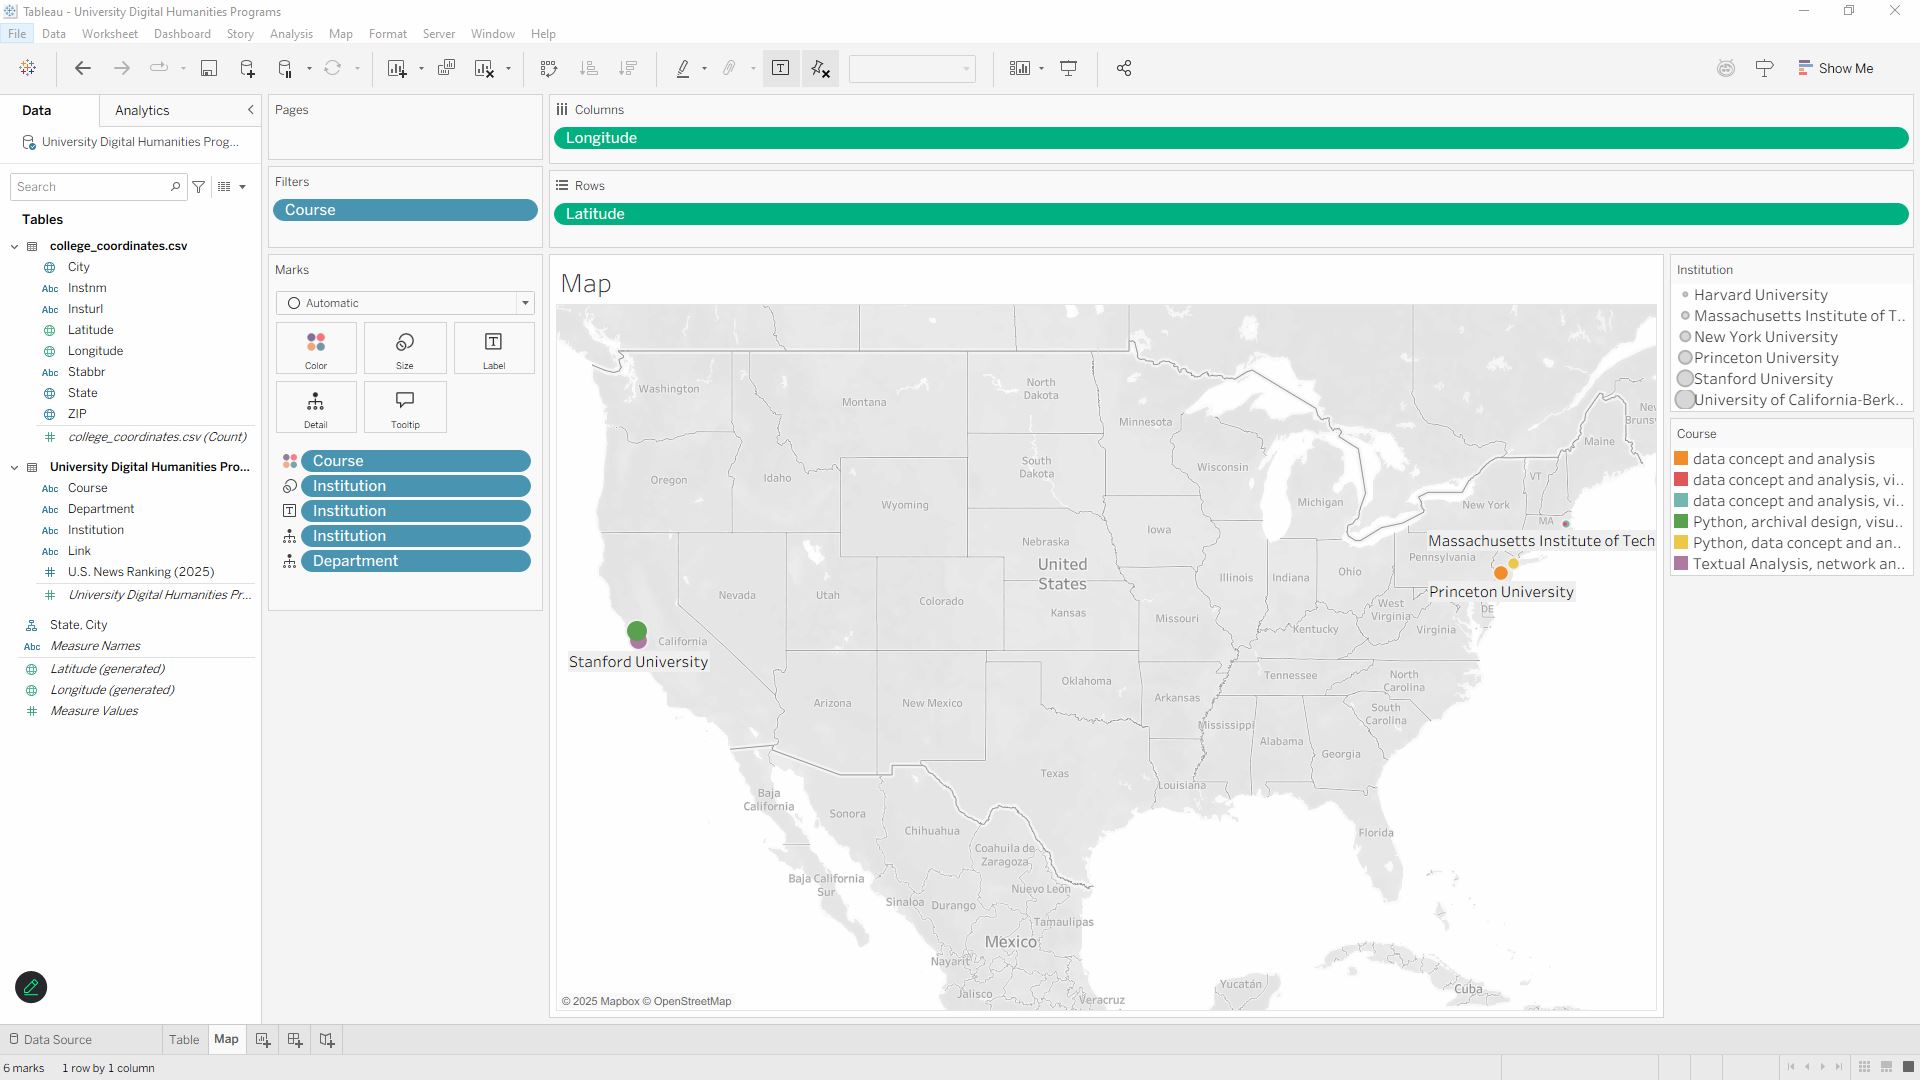 Tableau - University Digital Humanities Programs
File Data Worksheet Dashboard Story Analysis Map Format Server Window Help
Show Me
Data Analytics
University Digital Humanities Prog...
Search
Tables
college_coordinates.csv
City
Abc Instnm
Abc Insturl
Latitude
Longitude
Abc Stabbr
State
ZIP
college_coordinates.csv (Count)
University Digital Humanities Pro...
Abc Course
Abc Department
Abc Institution
Abc Link
U.S. News Ranking (2025)
University Digital Humanities Pr...
State, City
Abc Measure Names
Latitude (generated)
Longitude (generated)
Measure Values
Pages
Filters
Course
Marks
Automatic
Color Size Label
Detail Tooltip
Course
Institution
Institution
Institution
Department
Columns
Longitude
Rows
Latitude
Map
Washington
Montana
North
Dakota
Minnesota
Oregon
Idaho
South
Dakota
Wyoming
Wisconsin
Michigan
New
Bruns
Maine
VT
New York
MA
Massachusetts Institute of Tech
Iowa
Nebraska
Pennsylvania
United
States
Nevada
Utah
Colorado
Kansas
Illinois
Indiana
Ohio
Princeton University
DE
West
Virginia
Virginia
Missouri
Kentucky
California
Stanford University
Tennessee
North
Carolina
Oklahoma
Arkansas
Arizona
New Mexico
South
Carolina
Mississippi
Alabama
Georgia
Texas
Louisiana
Baja
California
Sonora
Chihuahua
Florida
Coahuila de
Zaragoza
Baja California
Sur
Nuevo León
Sinaloa
Durango
Tamaulipas
Mexico
Nayarit
Jalisco
Veracruz
Yucatán
Cuba
© 2025 Mapbox © OpenStreetMap
Institution
Harvard University
Massachusetts Institute of T..
New York University
Princeton University
Stanford University
University of California-Berk..
Course
data concept and analysis
data concept and analysis, vi..
data concept and analysis, vi..
Python, archival design, visu..
Python, data concept and an..
Textual Analysis, network an..
Data Source Table Map
6 marks 1 row by 1 column